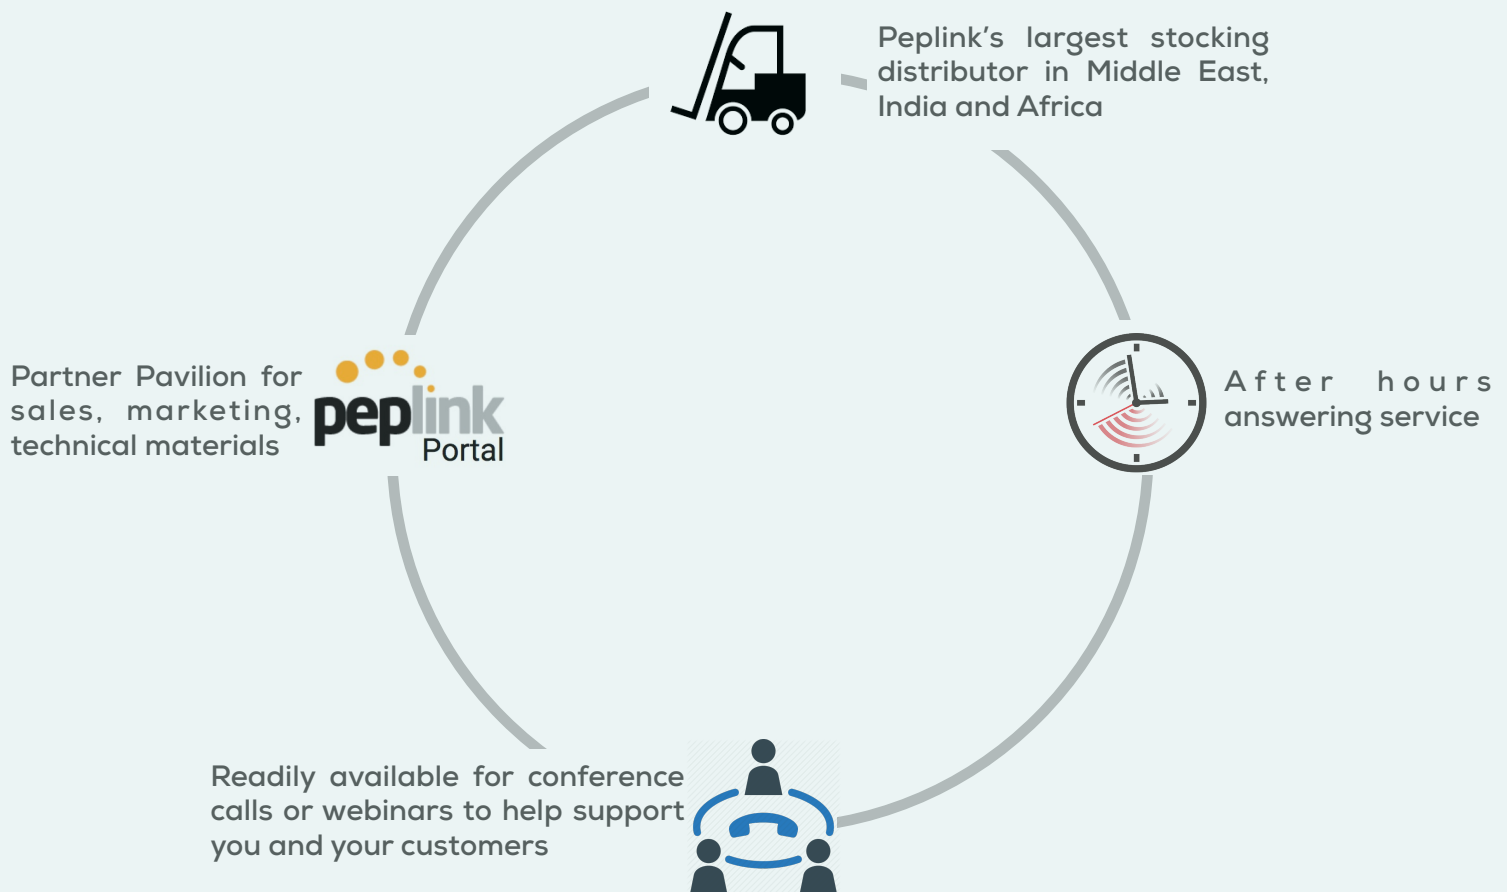 Peplink's largest stocking
distributor in Middle East,
India and Africa
After hours
answering service
Partner Pavilion for
sales, marketing,
technical materials
peplink
Portal
Readily available for conference
calls or webinars to help support
you and your customers